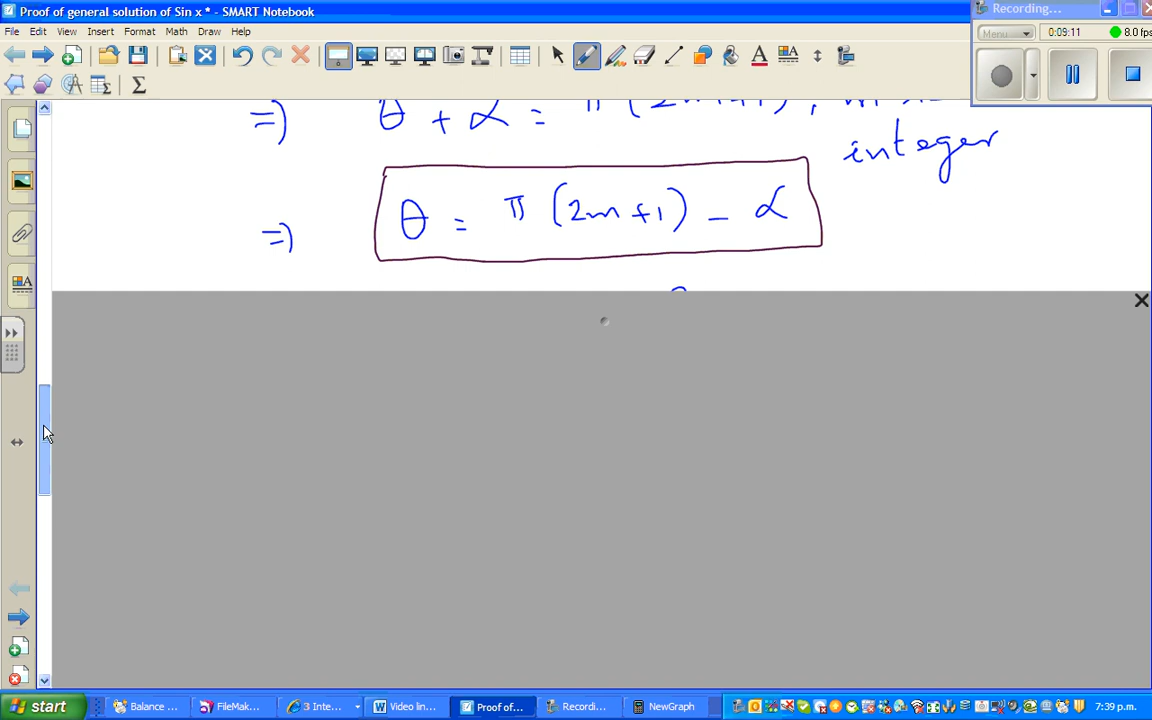 Proof of general solution of Sin x * - SMART Notebook
Recording...
File Edit View Insert Format Math Draw Help
Menu 0:09:11 8.0 fps
=) θ + α = π (2m+1) ,
integer
=) θ = π (2m+1) - α
start Balance ... FileMak... 3 Inte... Video lin... Proof of... Recordi... NewGraph 7:39 p.m.